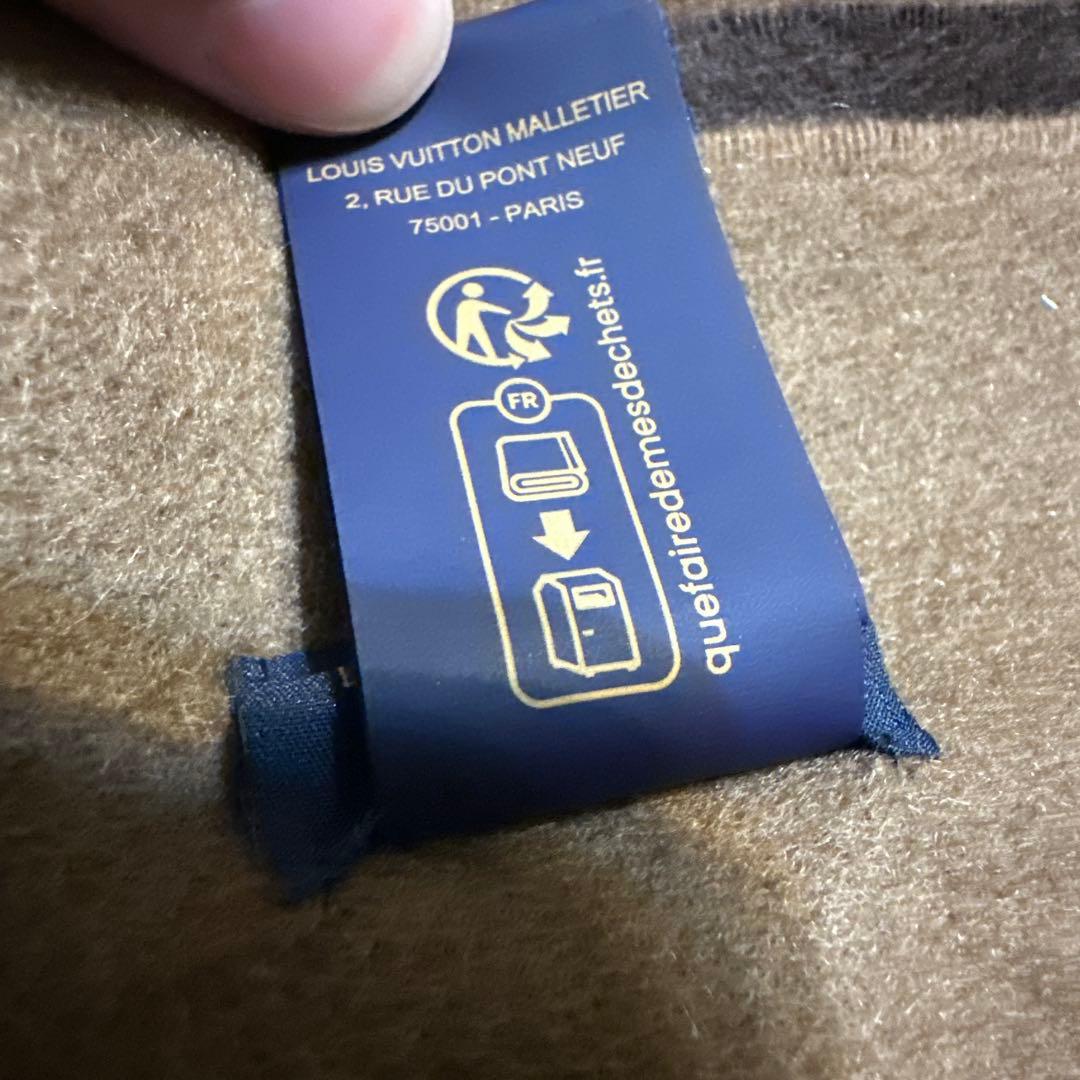 LOUIS VUITTON MALLETIER
2, RUE DU PONT NEUF
75001 - PARIS
FR
quefairedemesdechets.fr